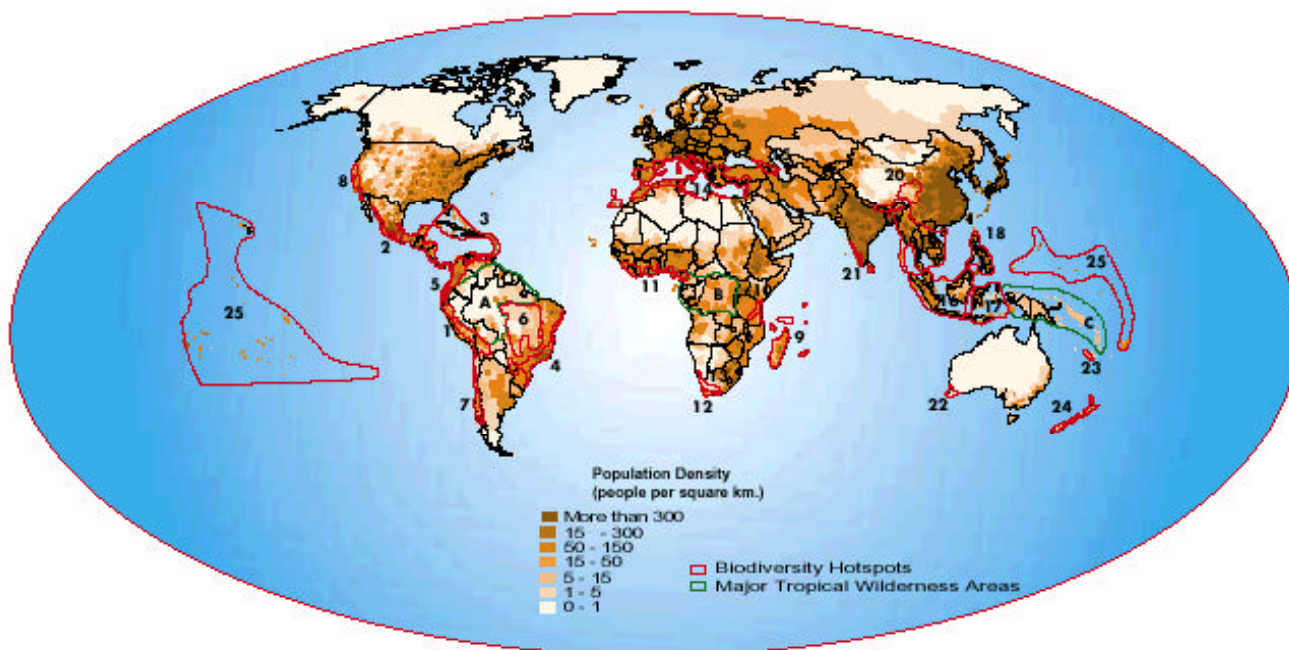 20
8
14
3
18
2
25
21
5
11
B
10
A
16
17
25
1
6
C
9
4
23
7
12
22
24
Population Density
(people per square km.)
More than 300
15 - 300
50 - 150
15 - 50
5 - 15
1 - 5
0 - 1
Biodiversity Hotspots
Major Tropical Wilderness Areas